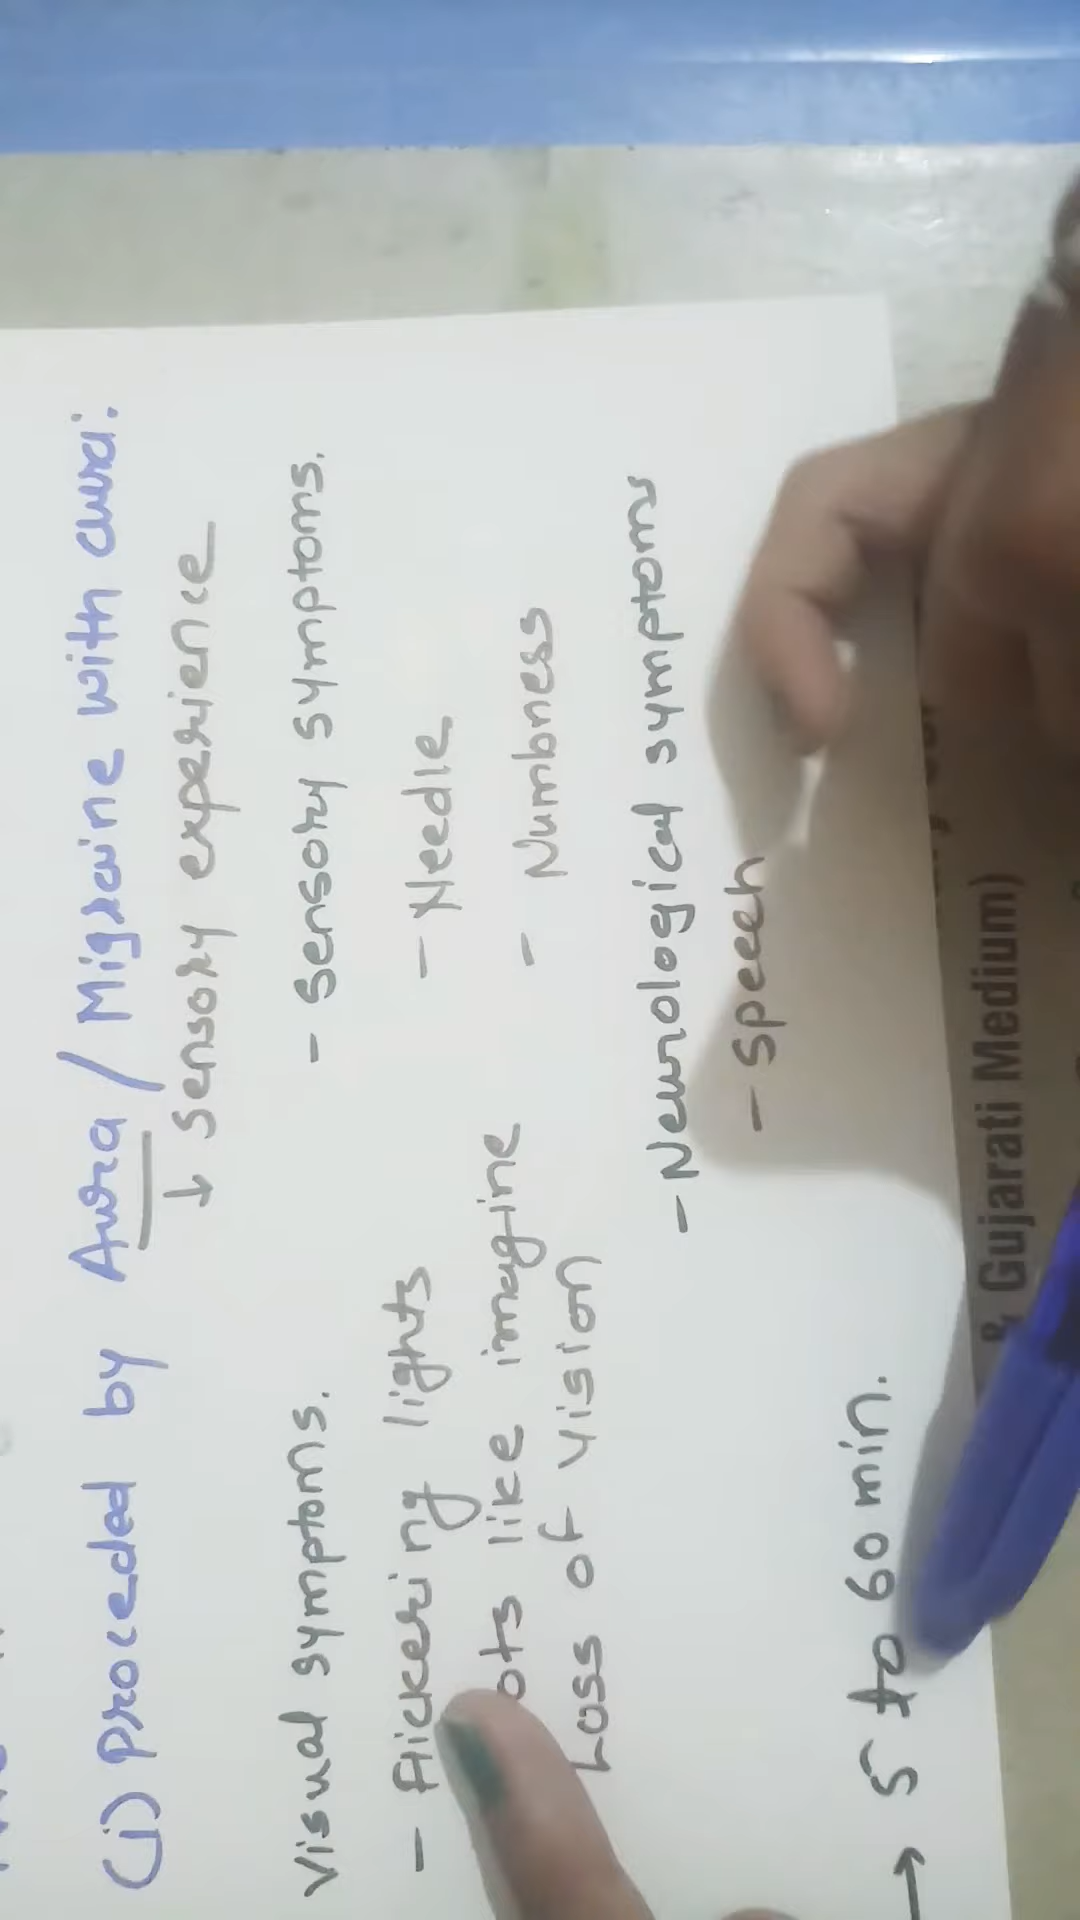 (i) Proceded by Aura / Migraine with aura:
↓ sensory experience
Visual symptoms.
- sensory symptoms.
- flickering lights
- Needle
ots like imagine
- Numbness
Loss of vision
- Neurological symptoms
- speech
→ 5 to 60 min.
& Gujarati Medium)